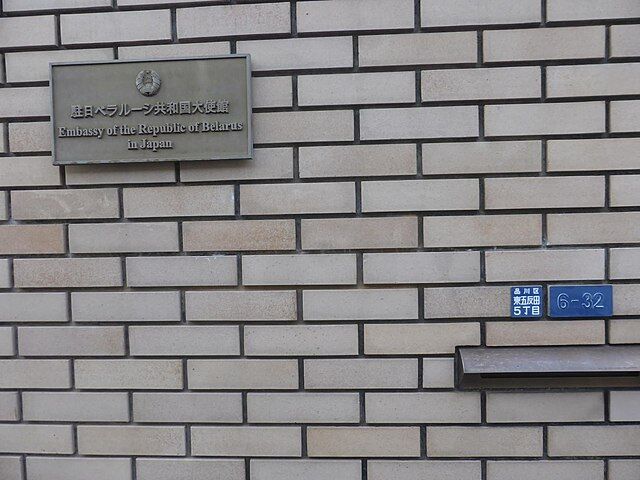 駐日ベラルーシ共和国大使館
Embassy of the Republic of Belarus
in Japan
品川区
東五反田
5丁目
6-32